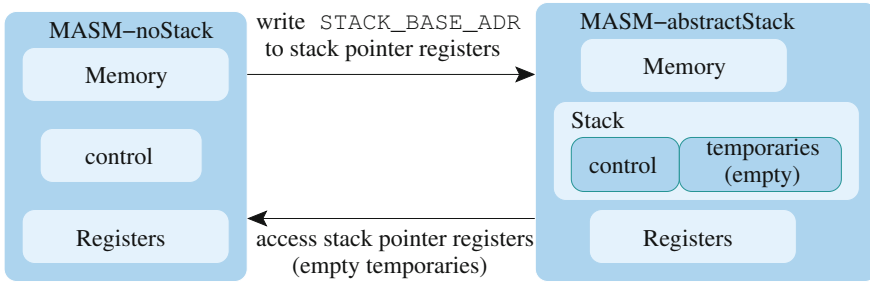 MASM−noStack
Memory
control
Registers
write STACK_BASE_ADR
to stack pointer registers
access stack pointer registers
(empty temporaries)
MASM−abstractStack
Memory
Stack
control
temporaries
(empty)
Registers